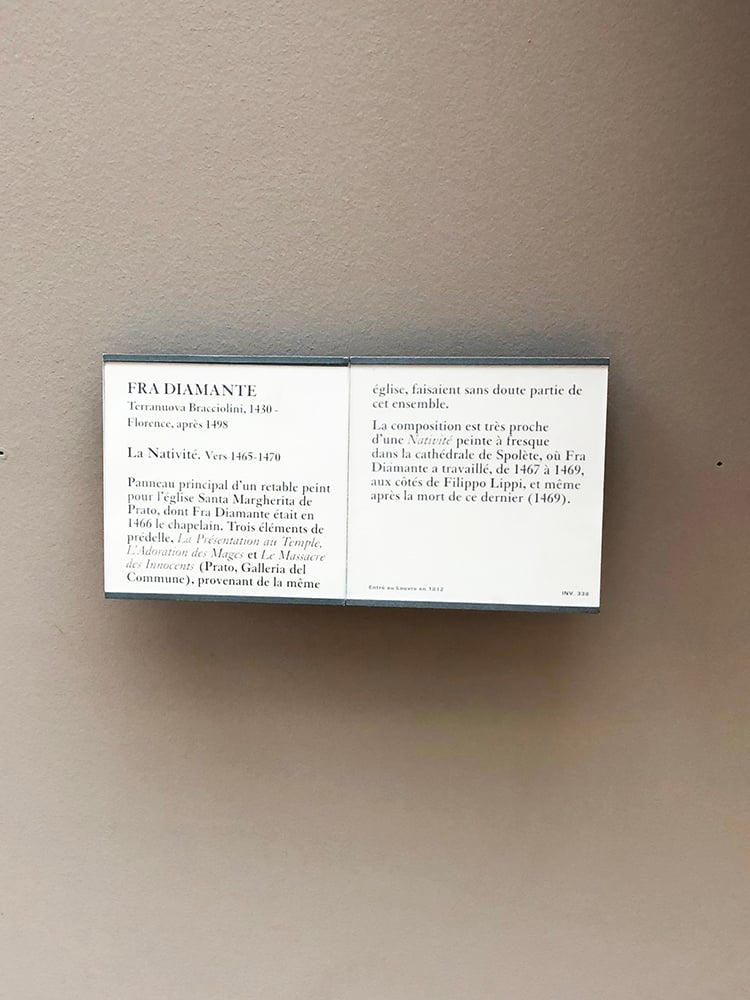 FRA DIAMANTE
Terranuova Bracciolini, 1430 -
Florence, après 1498
La Nativité. Vers 1465-1470
Panneau principal d'un retable peint
pour l'église Santa Margherita de
Prato, dont Fra Diamante était en
1466 le chapelain. Trois éléments de
prédelle, La Présentation au Temple,
L'Adoration des Mages et Le Massacre
des Innocents (Prato, Galleria del
Commune), provenant de la même
église, faisaient sans doute partie de
cet ensemble.
La composition est très proche
d'une Nativité peinte à fresque
dans la cathédrale de Spolète, où Fra
Diamante a travaillé, de 1467 à 1469,
aux côtés de Filippo Lippi, et même
après la mort de ce dernier (1469).
Entré au Louvre en 1812
INV. 338